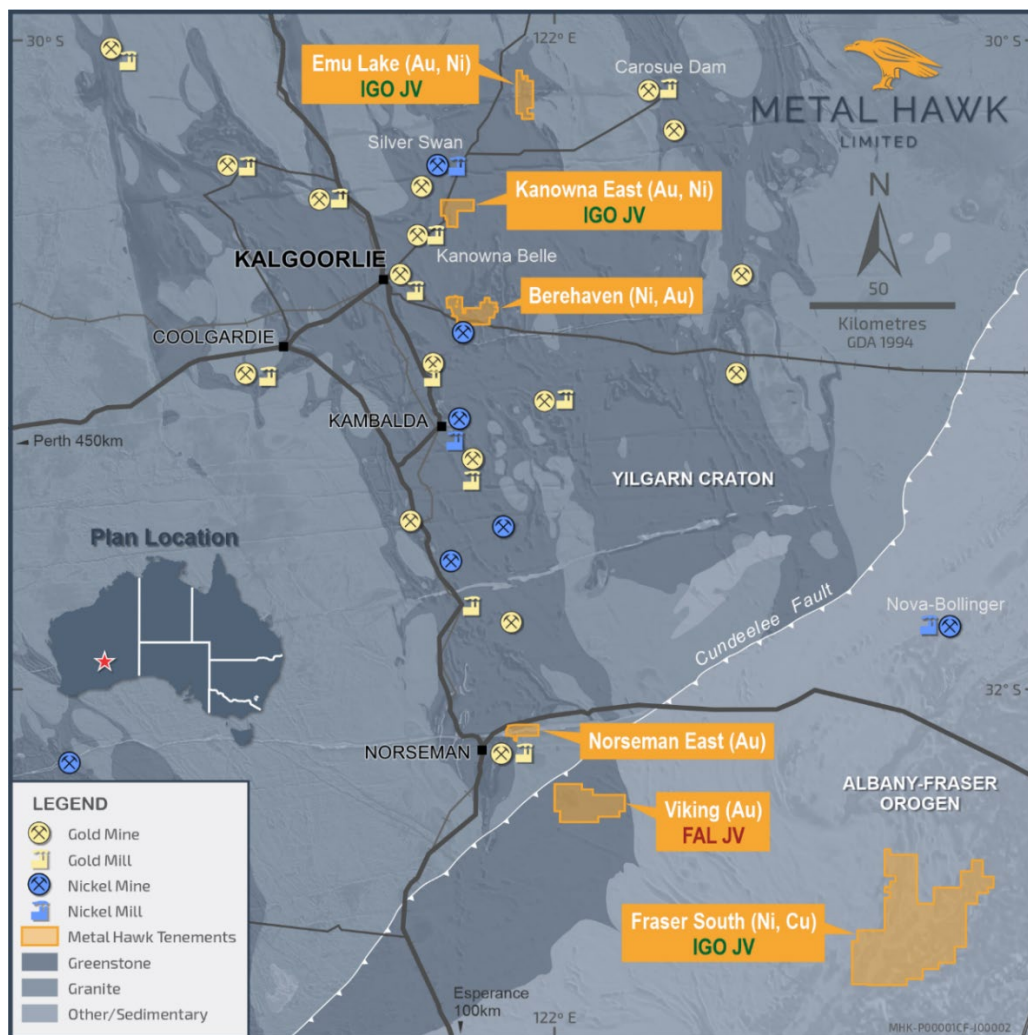 30° S
122° E
30° S
Emu Lake (Au, Ni)
IGO JV
Carosue Dam
METAL HAWK
LIMITED
Silver Swan
N
Kanowna East (Au, Ni)
IGO JV
KALGOORLIE
Kanowna Belle
Berehaven (Ni, Au)
50
Kilometres
GDA 1994
COOLGARDIE
KAMBALDA
Perth 450km
YILGARN CRATON
Plan Location
Cundeelee Fault
Nova-Bollinger
32° S
NORSEMAN
Norseman East (Au)
ALBANY-FRASER
OROGEN
Viking (Au)
FAL JV
LEGEND
Gold Mine
Gold Mill
Nickel Mine
Nickel Mill
Metal Hawk Tenements
Greenstone
Granite
Other/Sedimentary
Fraser South (Ni, Cu)
IGO JV
Esperance
100km
122° E
MHK-P00001CF-J00002